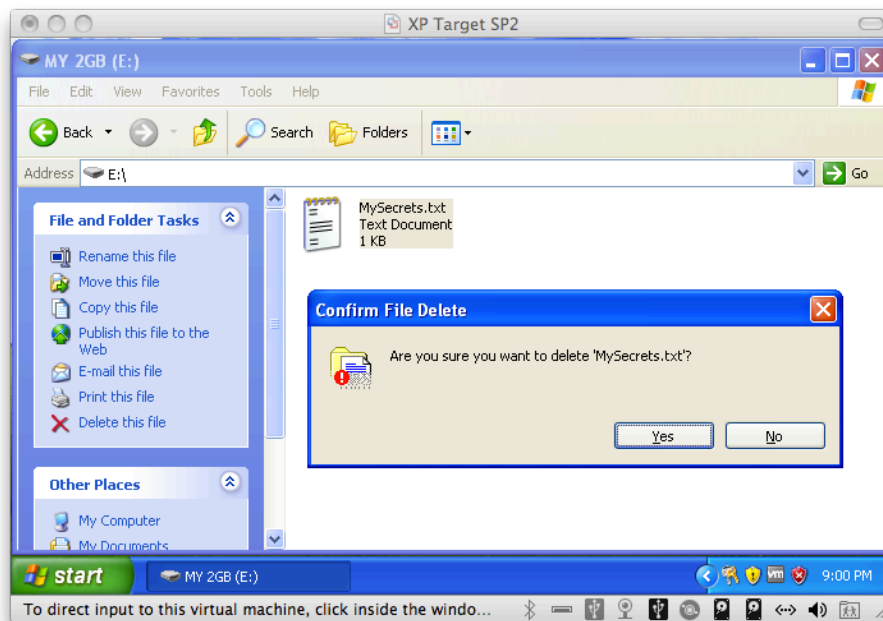 XP Target SP2
MY 2GB (E:)
File Edit View Favorites Tools Help
Back Search Folders
Address E:\ Go
File and Folder Tasks
Rename this file
Move this file
Copy this file
Publish this file to the
Web
E-mail this file
Print this file
Delete this file
Other Places
My Computer
My Documents
MySecrets.txt
Text Document
1 KB
Confirm File Delete
Are you sure you want to delete 'MySecrets.txt'?
Yes No
start MY 2GB (E:) vm 9:00 PM
To direct input to this virtual machine, click inside the windo...